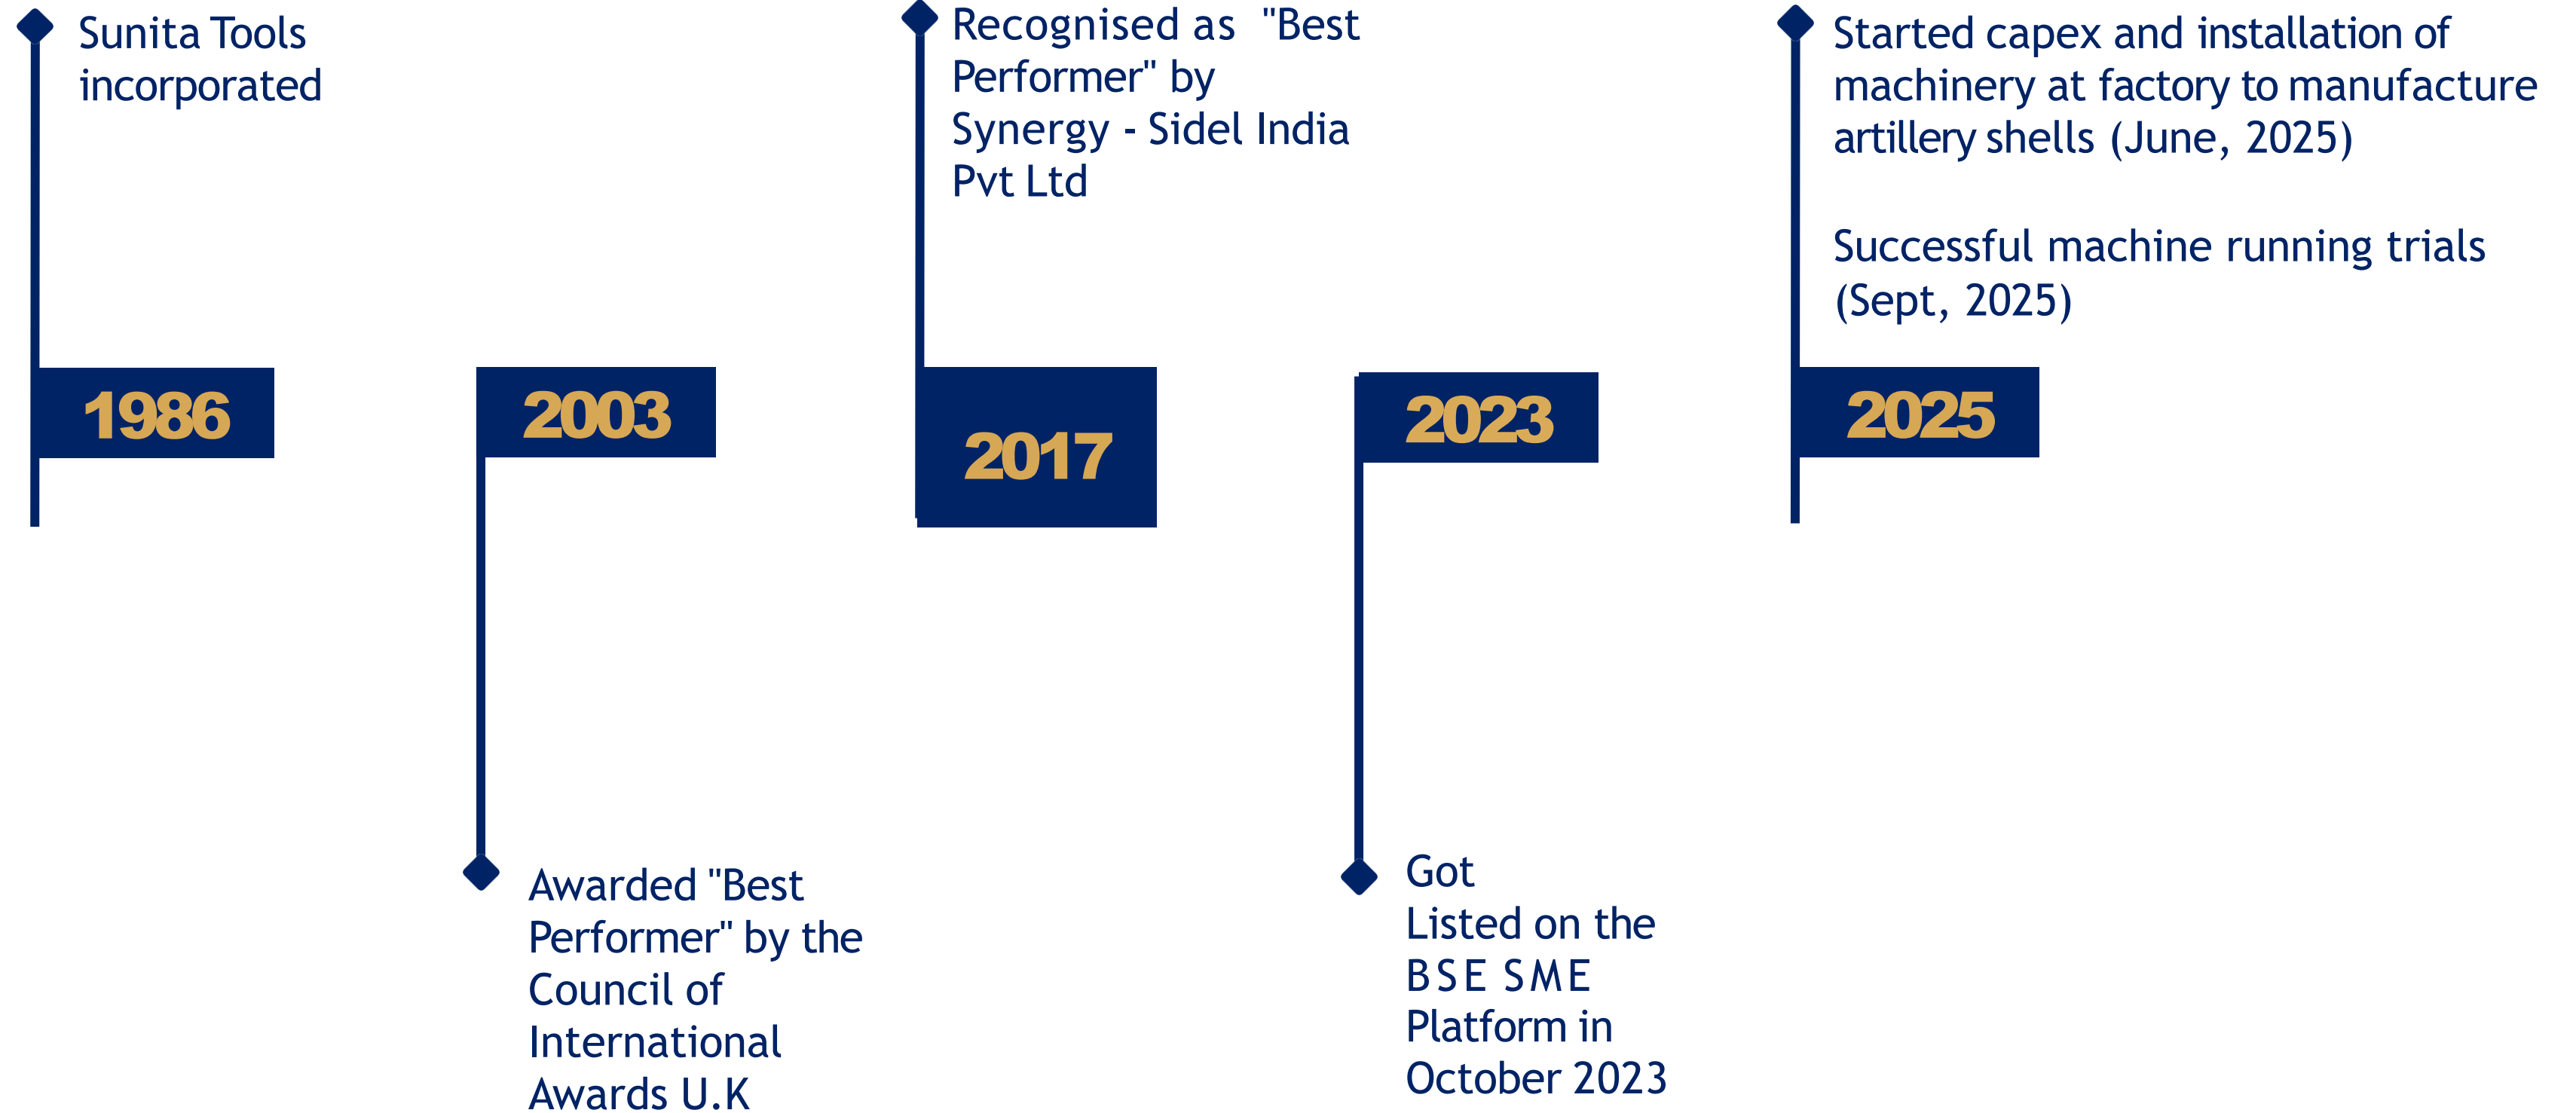 Sunita Tools
incorporated
1986
2003
Awarded "Best
Performer" by the
Council of
International
Awards U.K
Recognised as "Best
Performer" by
Synergy - Sidel India
Pvt Ltd
2017
2023
Got
Listed on the
BSE SME
Platform in
October 2023
Started capex and installation of
machinery at factory to manufacture
artillery shells (June, 2025)
Successful machine running trials
(Sept, 2025)
2025